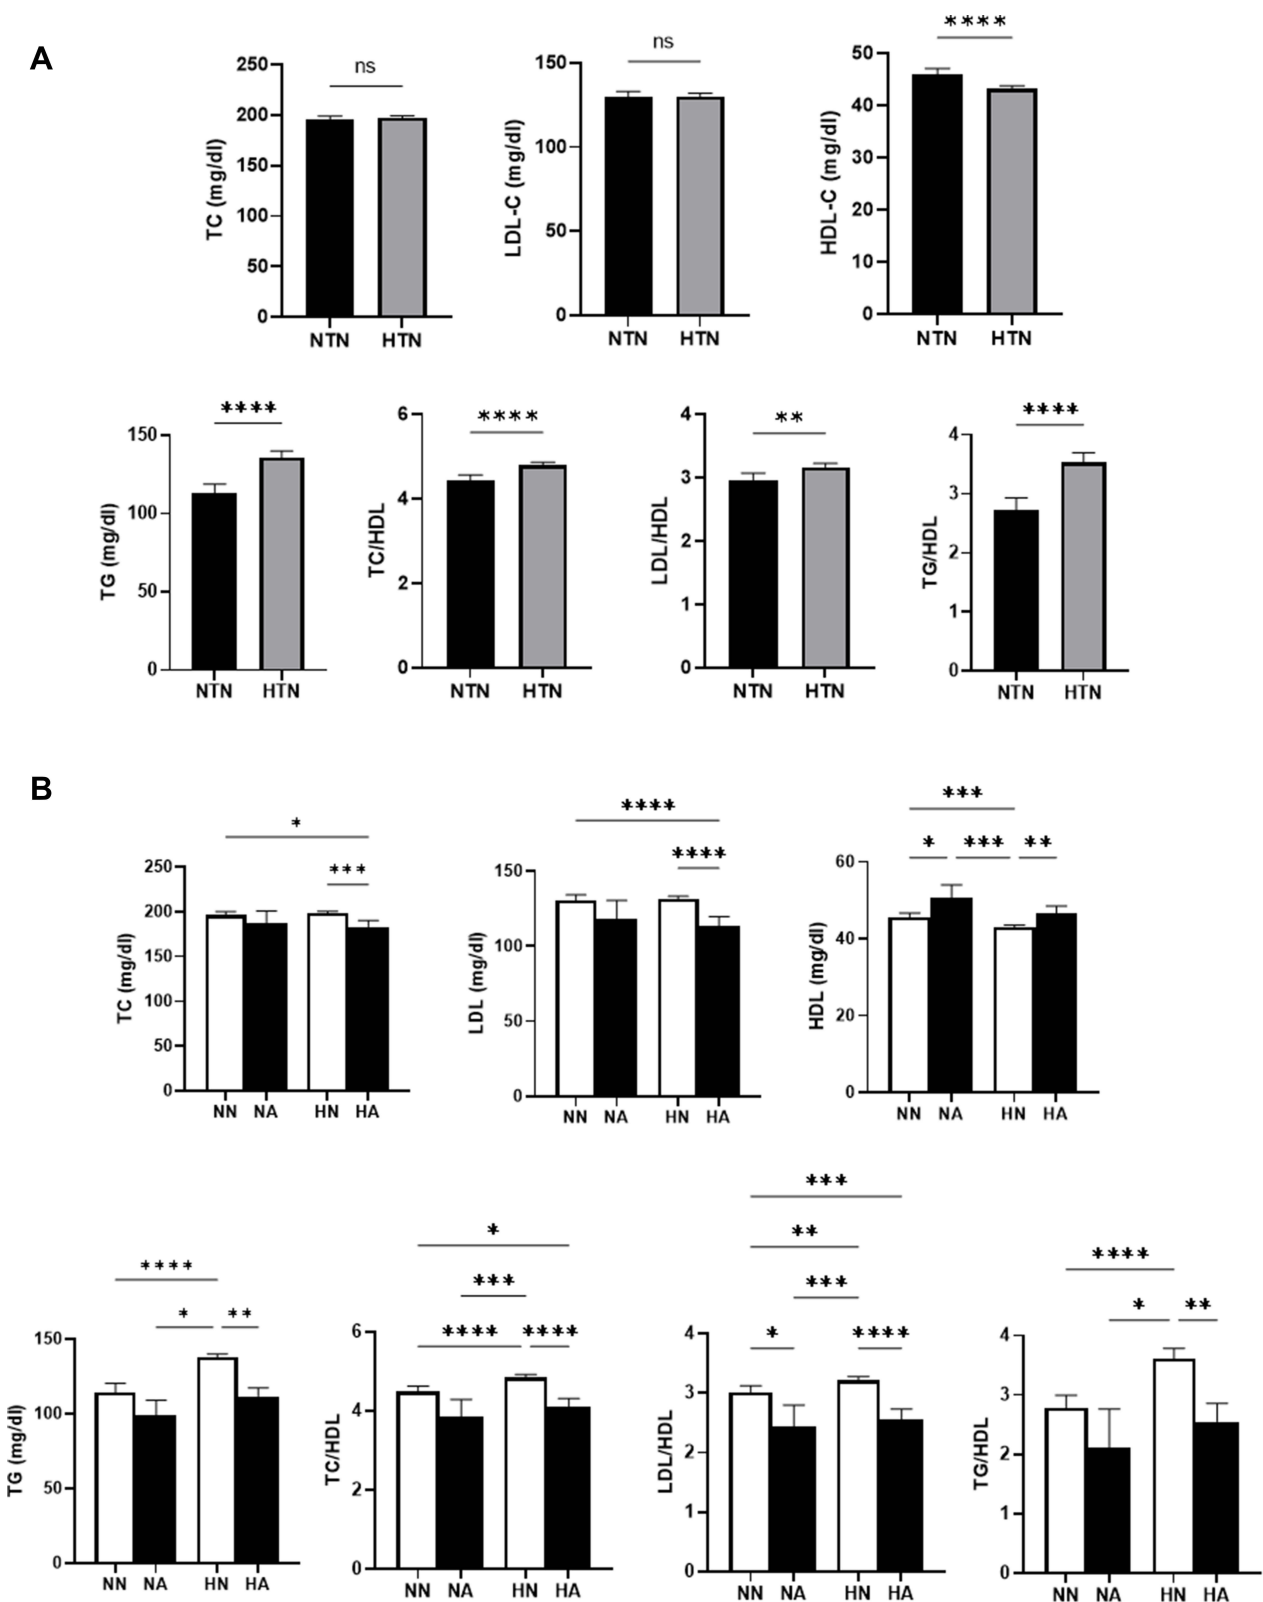 A
TC (mg/dl)
250
200
150
100
50
0
ns
NTN HTN
LDL-C (mg/dl)
150
100
50
0
ns
NTN HTN
HDL-C (mg/dl)
50
40
30
20
10
0
****
NTN HTN
TG (mg/dl)
150
100
50
0
****
NTN HTN
TC/HDL
6
4
2
0
****
NTN HTN
LDL/HDL
4
3
2
1
0
**
NTN HTN
TG/HDL
4
3
2
1
0
****
NTN HTN
B
TC (mg/dl)
250
200
150
100
50
0
*
***
NN NA HN HA
LDL (mg/dl)
150
100
50
0
****
****
NN NA HN HA
HDL (mg/dl)
60
40
20
0
***
* *** **
NN NA HN HA
TG (mg/dl)
150
100
50
0
****
* **
NN NA HN HA
TC/HDL
6
4
2
0
*
***
**** ****
NN NA HN HA
LDL/HDL
4
3
2
1
0
***
**
***
* ****
NN NA HN HA
TG/HDL
4
3
2
1
0
****
* **
NN NA HN HA